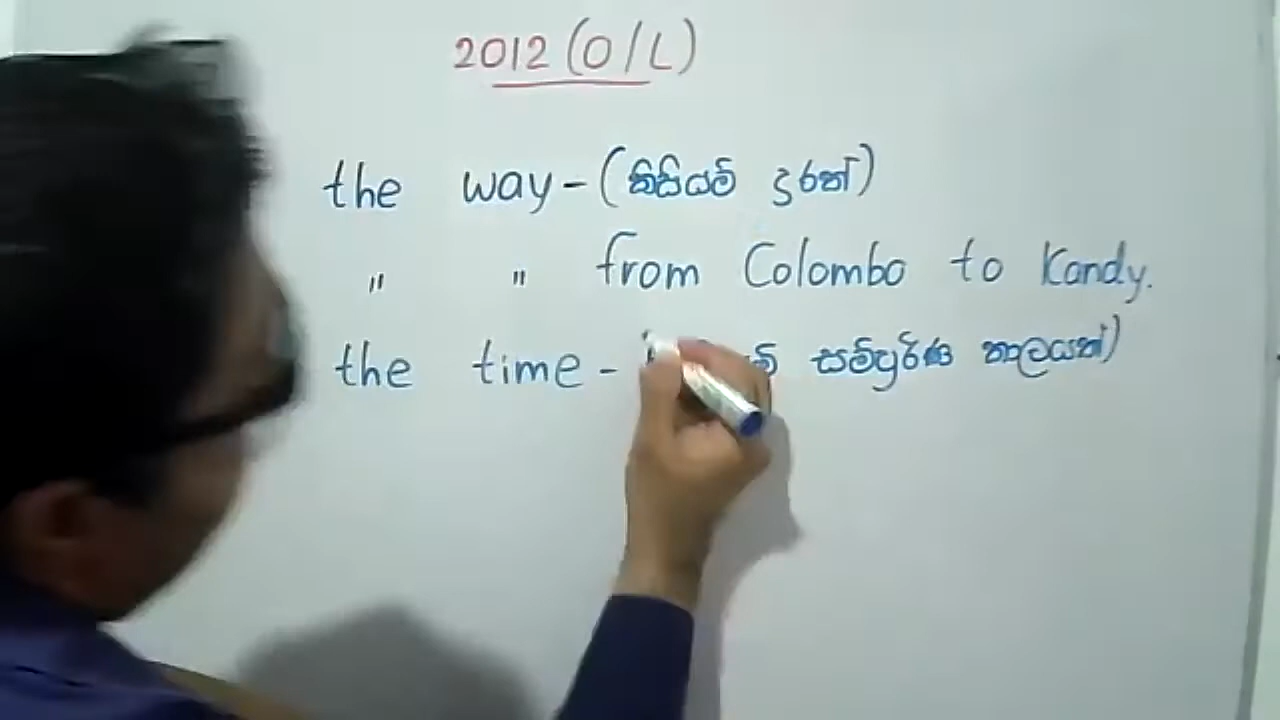 2012 (O/L)
the way - (කිසියම් දුරක්)
" " from Colombo to Kandy.
the time - ( සම්පූර්ණ කාලයක්)